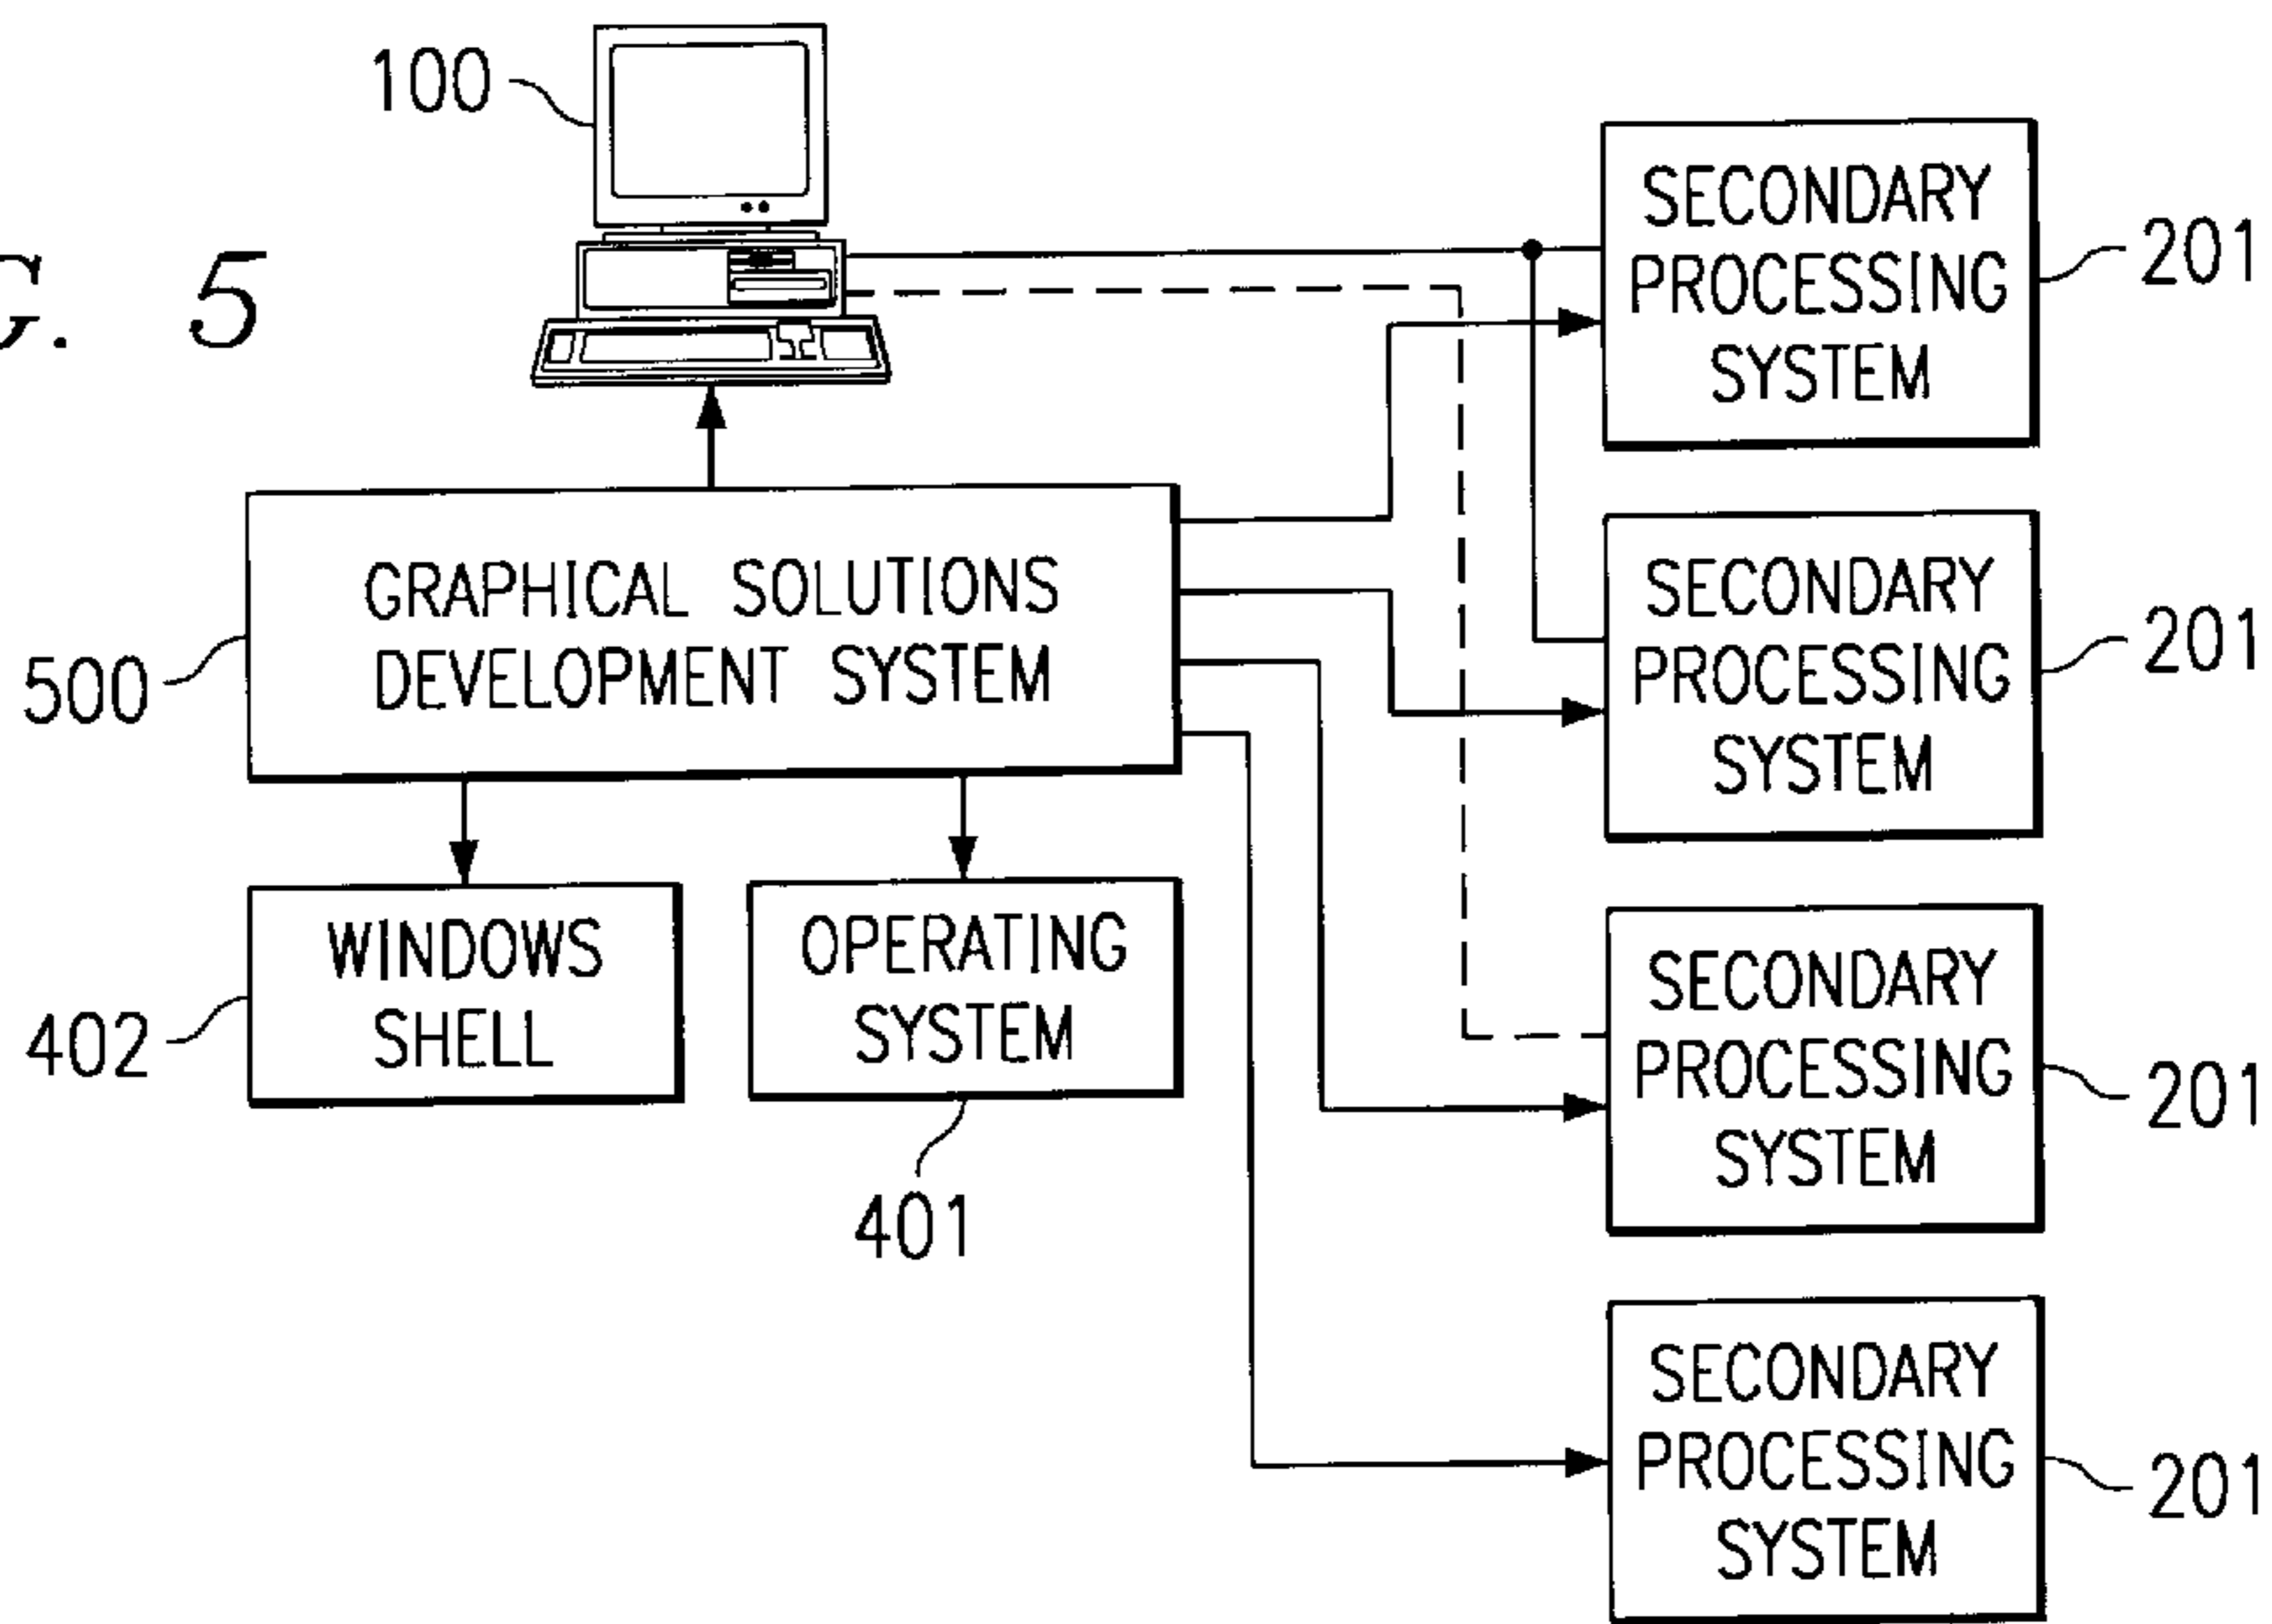 100
G. 5
SECONDARY
PROCESSING
SYSTEM
201
GRAPHICAL SOLUTIONS
DEVELOPMENT SYSTEM
500
SECONDARY
PROCESSING
SYSTEM
201
WINDOWS
SHELL
402
OPERATING
SYSTEM
401
SECONDARY
PROCESSING
SYSTEM
201
SECONDARY
PROCESSING
SYSTEM
201